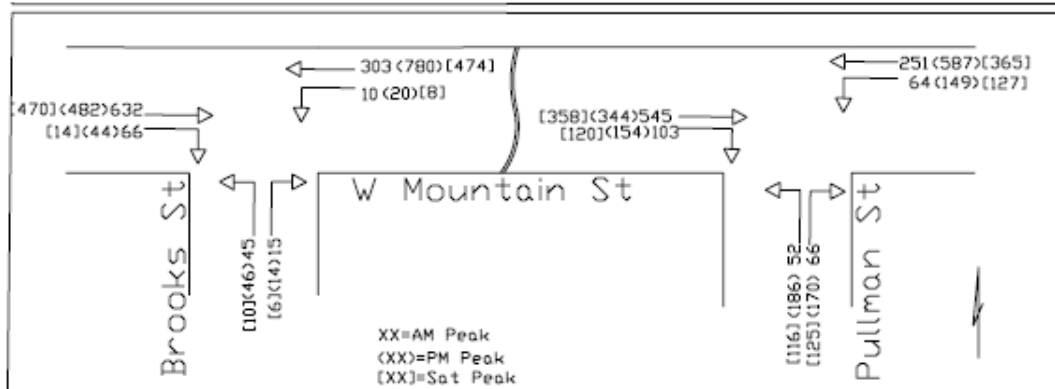 303 (780) [474]
10 (20) [8]
[470] (482) 632
[14] (44) 66
251 (587) [365]
64 (149) [127]
[358] (344) 545
[120] (154) 103
W Mountain St
Brooks St
[10] (46) 45
[6] (14) 15
[116] (186) 52
[125] (170) 66
Pullman St
XX=AM Peak
(XX)=PM Peak
[XX]=Sat Peak